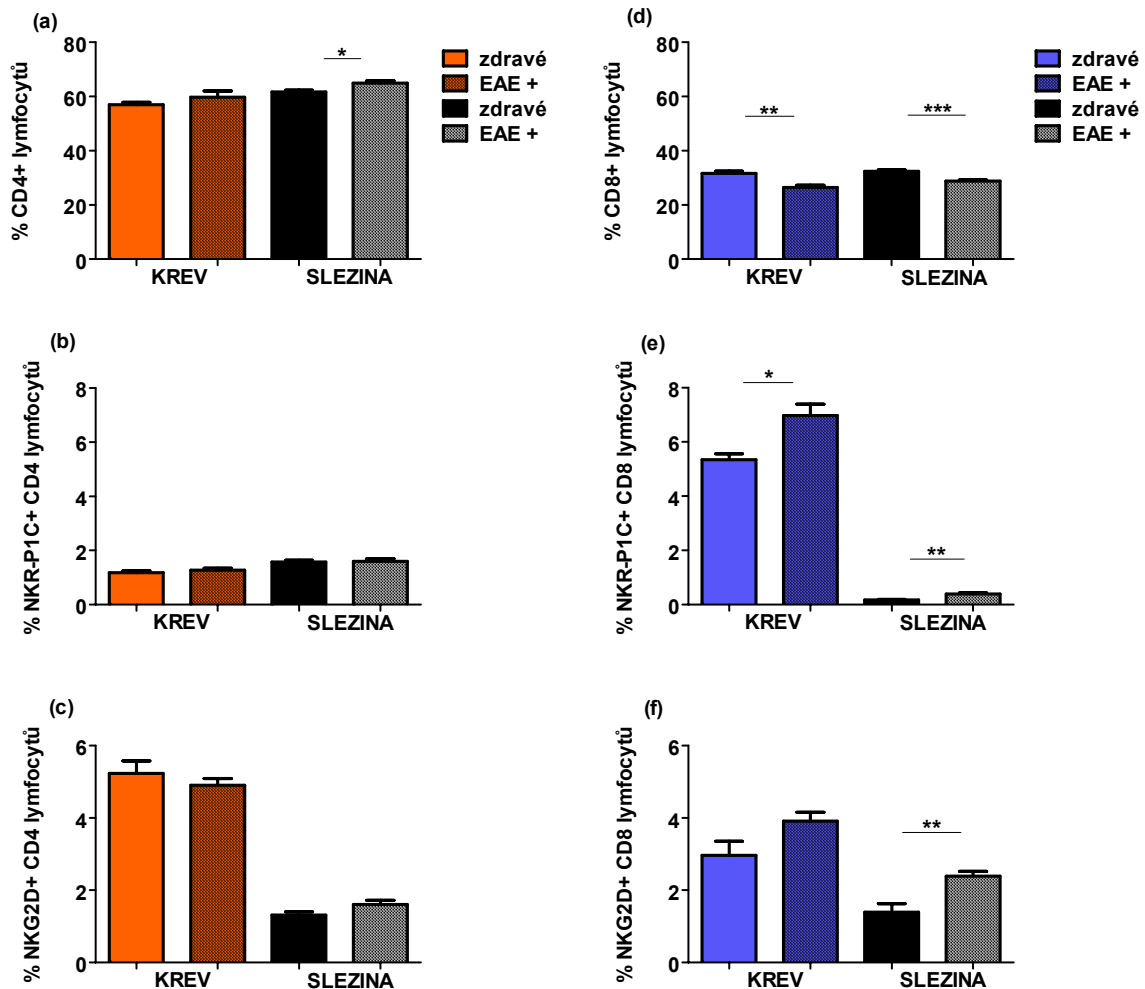 (a)
% CD4+ lymfocytů
80
60
40
20
0
*
KREV
SLEZINA
zdravé
EAE +
zdravé
EAE +
(d)
% CD8+ lymfocytů
80
60
40
20
0
**
***
KREV
SLEZINA
zdravé
EAE +
zdravé
EAE +
(b)
% NKR-P1C+ CD4 lymfocytů
8
6
4
2
0
KREV
SLEZINA
(e)
% NKR-P1C+ CD8 lymfocytů
8
6
4
2
0
*
**
KREV
SLEZINA
(c)
% NKG2D+ CD4 lymfocytů
6
4
2
0
KREV
SLEZINA
(f)
% NKG2D+ CD8 lymfocytů
6
4
2
0
**
KREV
SLEZINA